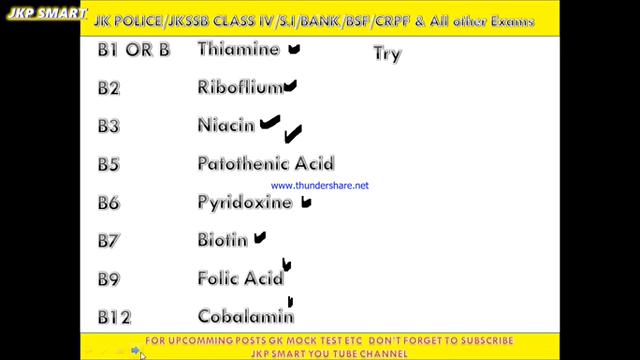 JKP SMART
JK POLICE/JKSSB CLASS IV/S.I/BANK/BSF/CRPF & All other Exams
B1 OR B Thiamine Try
B2 Riboflium
B3 Niacin
B5 Patothenic Acid
www.thundershare.net
B6 Pyridoxine
B7 Biotin
B9 Folic Acid
B12 Cobalamin
FOR UPCOMMING POSTS GK MOCK TEST ETC DON'T FORGET TO SUBSCRIBE
JKP SMART YOU TUBE CHANNEL